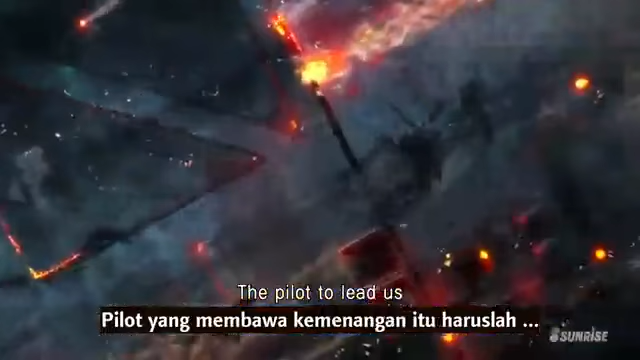 The pilot to lead us
Pilot yang membawa kemenangan itu haruslah ...
SUNRISE